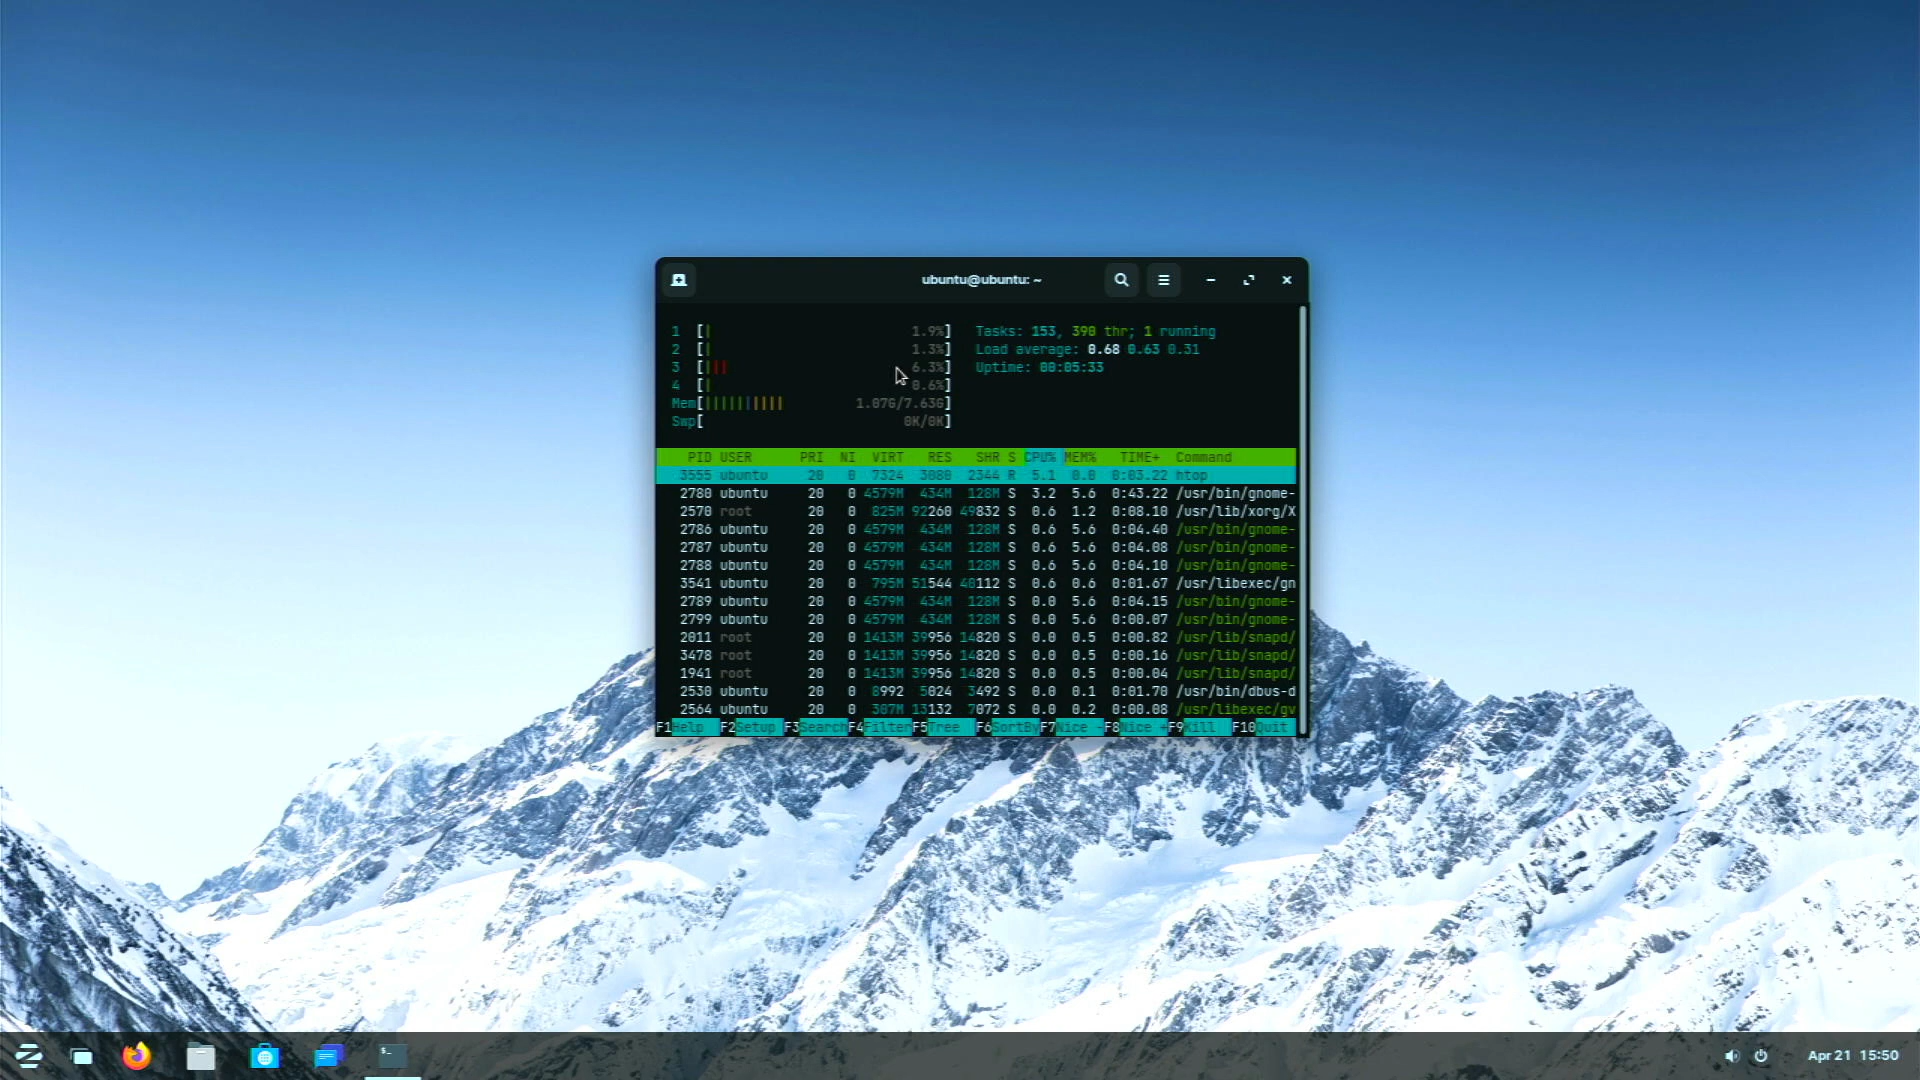 ubuntu@ubuntu: ~
1 [| 1.9%] Tasks: 153, 390 thr; 1 running
2 [| 1.3%] Load average: 0.68 0.63 0.31
3 [||| 6.3%] Uptime: 00:05:33
4 [| 0.6%]
Mem[|||||||||| 1.07G/7.63G]
Swp[ 0K/0K]
PID USER PRI NI VIRT RES SHR S CPU% MEM% TIME+ Command
3555 ubuntu 20 0 7324 3080 2344 R 5.1 0.0 0:03.22 htop
2780 ubuntu 20 0 4579M 434M 128M S 3.2 5.6 0:43.22 /usr/bin/gnome-
2570 root 20 0 825M 92260 49832 S 0.6 1.2 0:08.10 /usr/lib/xorg/X
2786 ubuntu 20 0 4579M 434M 128M S 0.6 5.6 0:04.40 /usr/bin/gnome-
2787 ubuntu 20 0 4579M 434M 128M S 0.6 5.6 0:04.08 /usr/bin/gnome-
2788 ubuntu 20 0 4579M 434M 128M S 0.6 5.6 0:04.10 /usr/bin/gnome-
3541 ubuntu 20 0 795M 51544 40112 S 0.6 0.6 0:01.67 /usr/libexec/gn
2789 ubuntu 20 0 4579M 434M 128M S 0.0 5.6 0:04.15 /usr/bin/gnome-
2799 ubuntu 20 0 4579M 434M 128M S 0.0 5.6 0:00.07 /usr/bin/gnome-
2011 root 20 0 1413M 39956 14820 S 0.0 0.5 0:00.82 /usr/lib/snapd/
3478 root 20 0 1413M 39956 14820 S 0.0 0.5 0:00.16 /usr/lib/snapd/
1941 root 20 0 1413M 39956 14820 S 0.0 0.5 0:00.04 /usr/lib/snapd/
2530 ubuntu 20 0 8992 5024 3492 S 0.0 0.1 0:01.70 /usr/bin/dbus-d
2564 ubuntu 20 0 307M 13132 7072 S 0.0 0.2 0:00.08 /usr/libexec/gv
F1Help F2Setup F3SearchF4FilterF5Tree F6SortByF7Nice -F8Nice +F9Kill F10Quit
$_
Apr 21 15:50